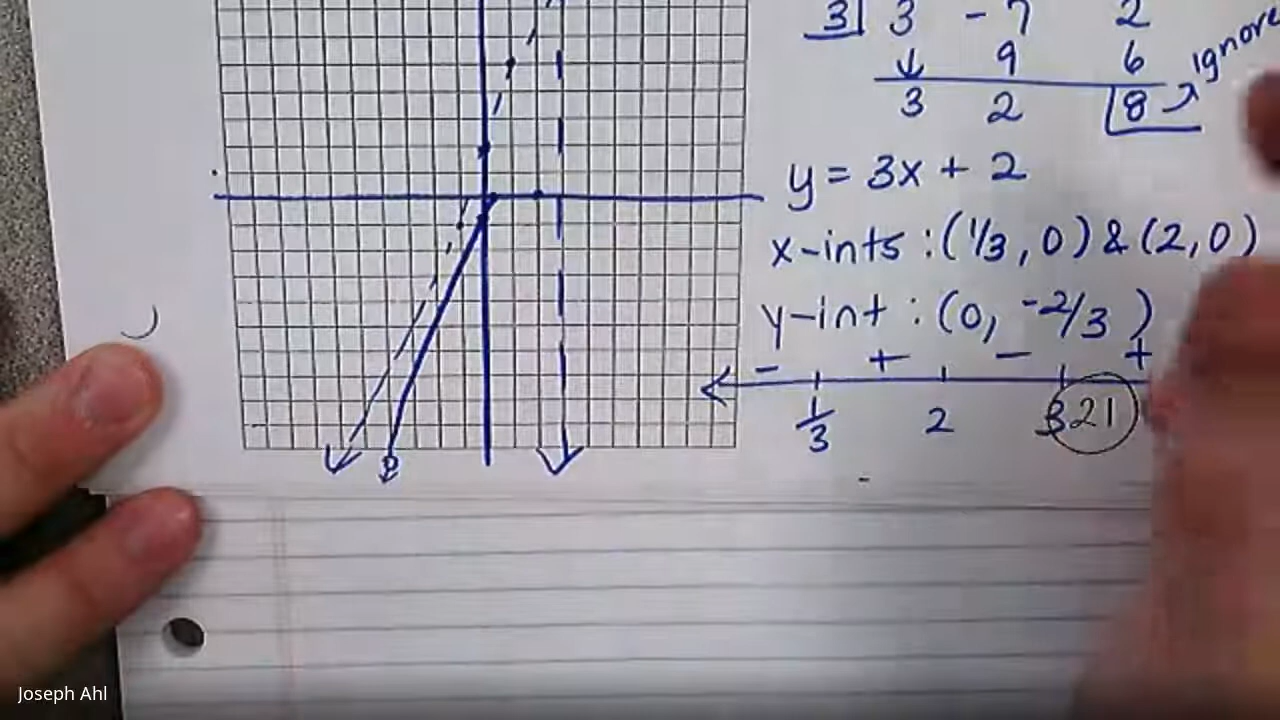 3| 3 - 7 2
↓ 9 6
3 2 8 ignore
y = 3x + 2
x-ints : (1/3, 0) & (2, 0)
y-int : (0, -2/3 )
- + - +
1/3 2 3 21
Joseph Ahl